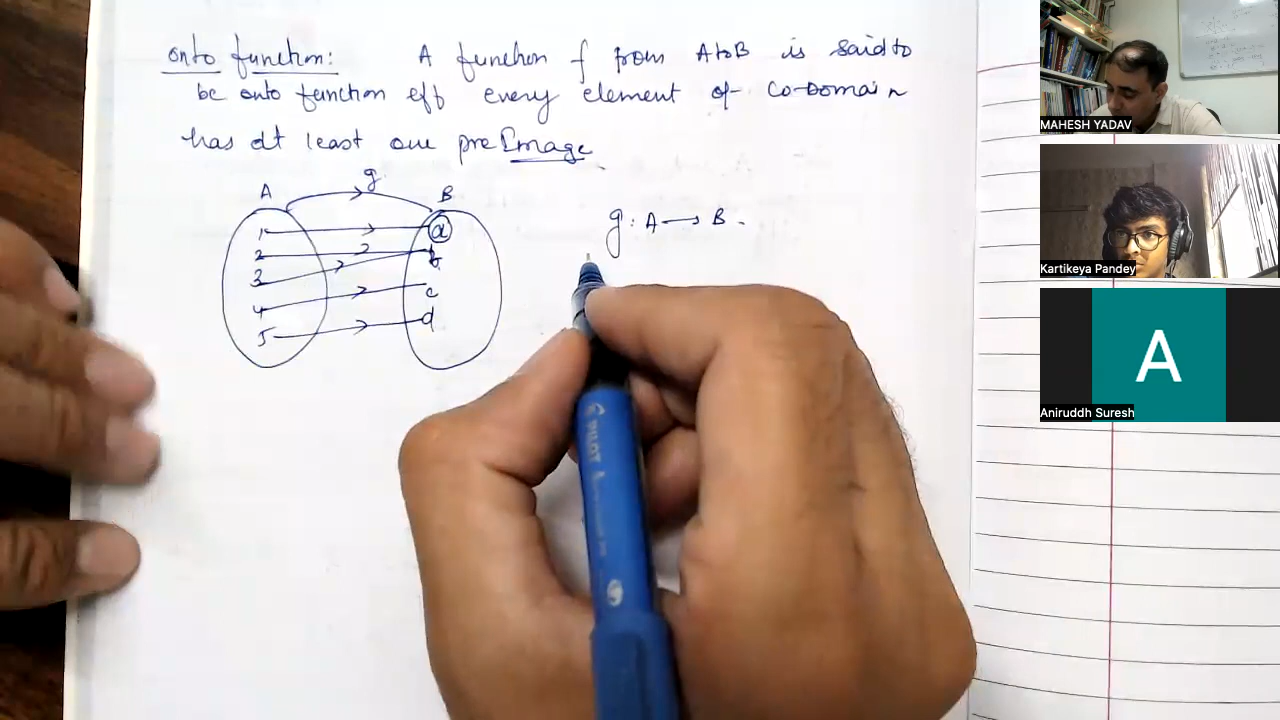 onto function: A function f from A to B is said to
be onto function eff every element of Co-Domain
has at least one preImage
g
A B
1 a
2 b
3
4 c
5 d
g : A → B .
PILOT
MAHESH YADAV
Kartikeya Pandey
A
Aniruddh Suresh